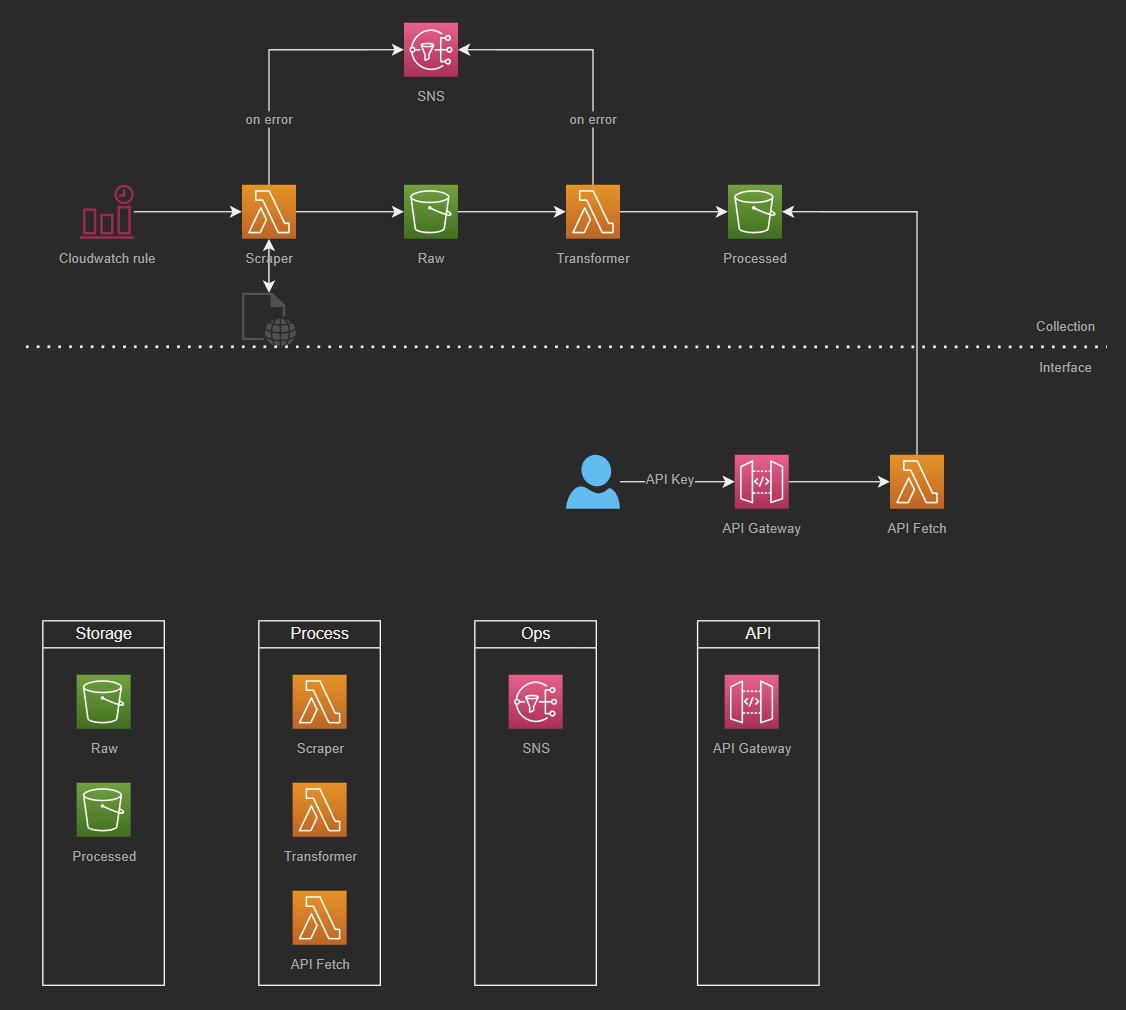 SNS
on error
on error
Cloudwatch rule
Scraper
Raw
Transformer
Processed
Collection
Interface
API Key
API Gateway
API Fetch
Storage
Process
Ops
API
Raw
Scraper
SNS
API Gateway
Processed
Transformer
API Fetch